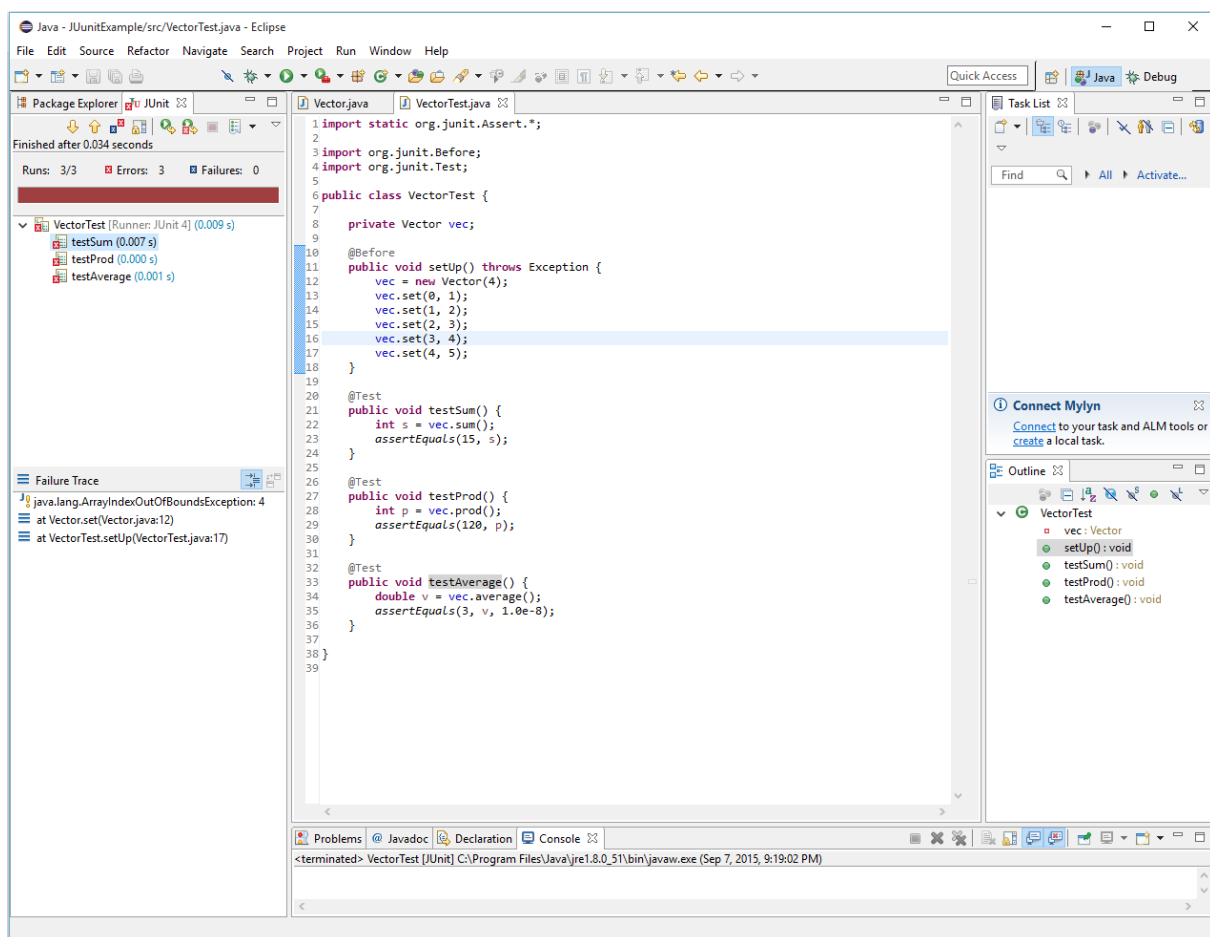 Java - JUunitExample/src/VectorTest.java - Eclipse
File Edit Source Refactor Navigate Search Project Run Window Help
Quick Access
Java
Debug
Package Explorer
JUnit
Finished after 0.034 seconds
Runs: 3/3 Errors: 3 Failures: 0
VectorTest [Runner: JUnit 4] (0.009 s)
testSum (0.007 s)
testProd (0.000 s)
testAverage (0.001 s)
Failure Trace
java.lang.ArrayIndexOutOfBoundsException: 4
at Vector.set(Vector.java:12)
at VectorTest.setUp(VectorTest.java:17)
Vector.java
VectorTest.java
1 import static org.junit.Assert.*;
2
3 import org.junit.Before;
4 import org.junit.Test;
5
6 public class VectorTest {
7
8     private Vector vec;
9
10     @Before
11     public void setUp() throws Exception {
12         vec = new Vector(4);
13         vec.set(0, 1);
14         vec.set(1, 2);
15         vec.set(2, 3);
16         vec.set(3, 4);
17         vec.set(4, 5);
18     }
19
20     @Test
21     public void testSum() {
22         int s = vec.sum();
23         assertEquals(15, s);
24     }
25
26     @Test
27     public void testProd() {
28         int p = vec.prod();
29         assertEquals(120, p);
30     }
31
32     @Test
33     public void testAverage() {
34         double v = vec.average();
35         assertEquals(3, v, 1.0e-8);
36     }
37
38 }
39
Task List
Find
All
Activate...
Connect Mylyn
Connect to your task and ALM tools or
create a local task.
Outline
VectorTest
vec : Vector
setUp() : void
testSum() : void
testProd() : void
testAverage() : void
Problems @ Javadoc Declaration Console
<terminated> VectorTest [JUnit] C:\Program Files\Java\jre1.8.0_51\bin\javaw.exe (Sep 7, 2015, 9:19:02 PM)